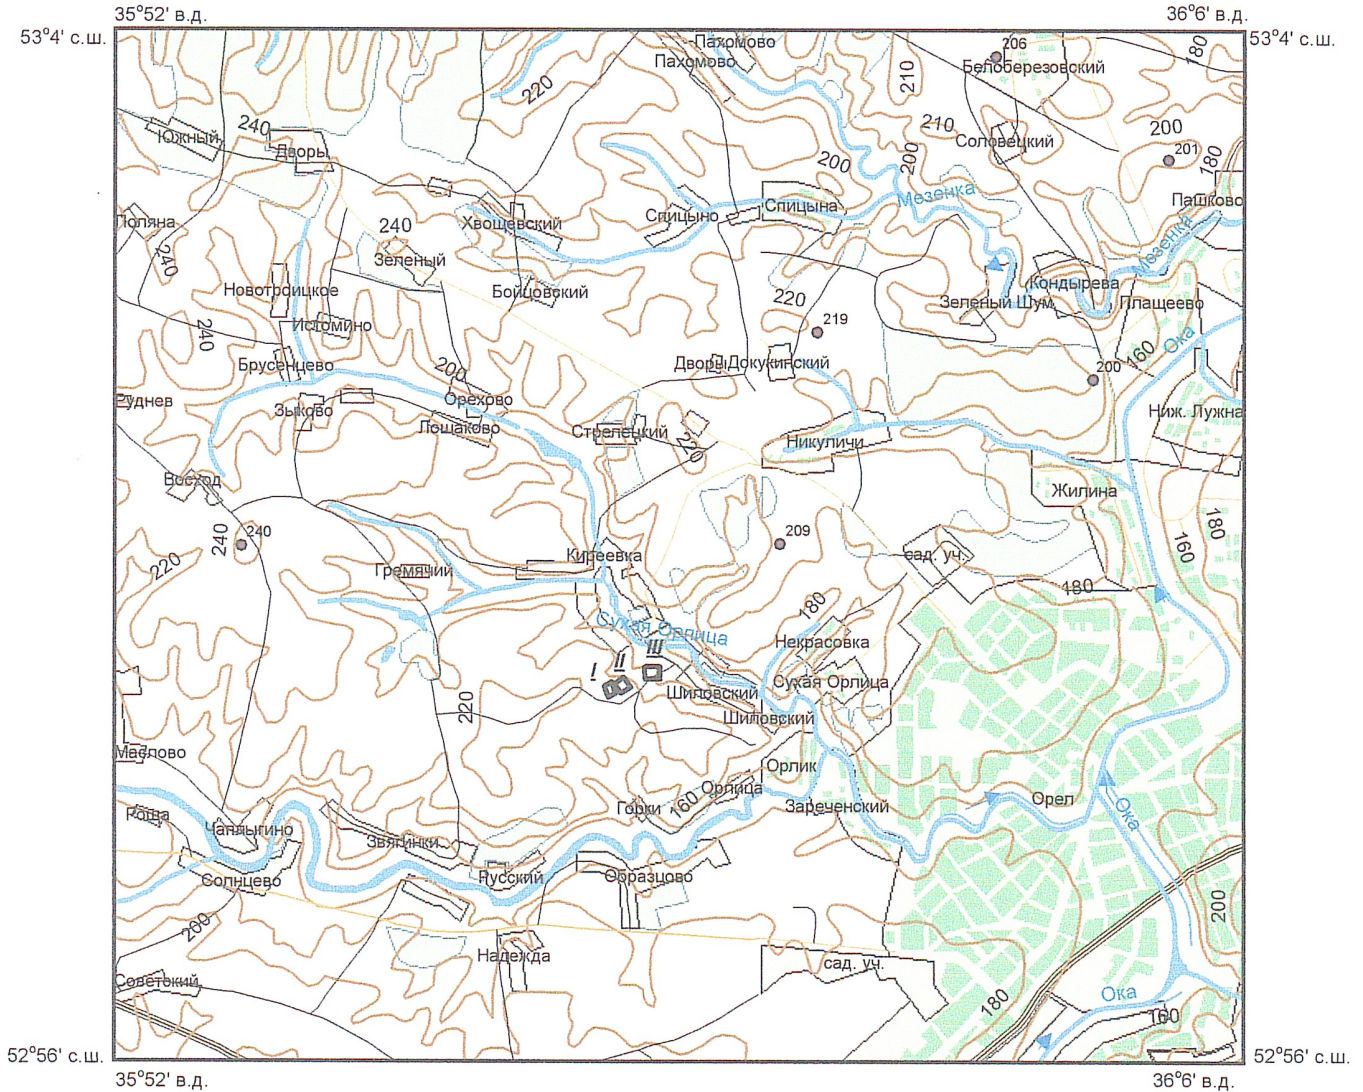 35°52' в.д.
36°6' в.д.
53°4' с.ш.
53°4' с.ш.
Пахомово
Пахомово
206
Белоберезовский
180
210
220
Южный
240
Дворы
210
Соловецкий
200
201
200
200
180
Поляна
240
Хвощевский
Спицыно
Спицына
Мезенка
Пашково
240
Зеленый
Мезенка
Новотроицкое
Бойцовский
220
Зеленый Шум
Кондырева
Плащеево
240
Истомино
219
Ока
160
Брусенцево
200
Дворы
Докукинский
200
Руднев
Зыково
Орехово
Лощаково
Стрелецкий
220
Никуличи
Ниж. Лужна
Восход
Жилина
240
240
209
180
160
220
Гремячий
Киреевка
сад. уч.
180
180
Сухая Орлица
Некрасовка
I
II
III
Шиловский
Сухая Орлица
220
Шиловский
Маслово
Орлик
Орлица
Роща
Горки
160
Зареченский
Орел
Ока
Чаплыгино
Звягинки
Солнцево
Русский
Образцово
200
200
Надежда
сад. уч.
Советский
180
Ока
160
52°56' с.ш.
52°56' с.ш.
35°52' в.д.
36°6' в.д.